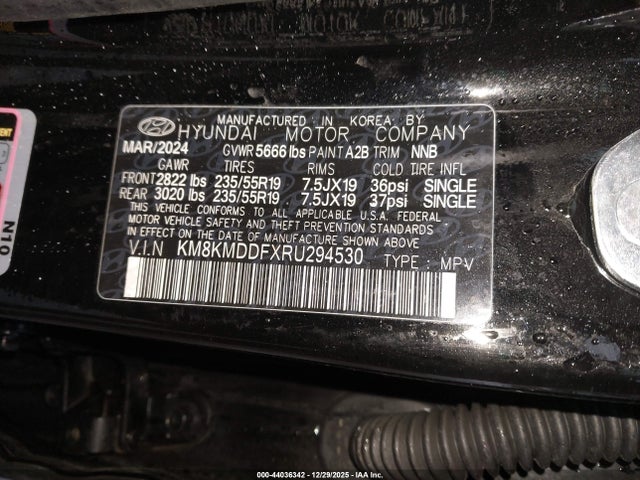 MANUFACTURED IN KOREA BY
HYUNDAI MOTOR COMPANY
MAR/2024 GVWR 5666 lbs PAINT A2B TRIM NNB
GAWR TIRES RIMS COLD TIRE INFL
FRONT 2822 lbs 235/55R19 7.5JX19 36psi SINGLE
REAR 3020 lbs 235/55R19 7.5JX19 37psi SINGLE
THIS VEHICLE CONFORMS TO ALL APPLICABLE U.S.A. FEDERAL
MOTOR VEHICLE SAFETY AND THEFT PREVENTION STANDARDS
IN EFFECT ON THE DATE OF MANUFACTURE SHOWN ABOVE.
V.I.N KM8KMDDFXRU294530 TYPE : MPV
N10
000-44036342 - 12/29/2025 - IAA Inc.